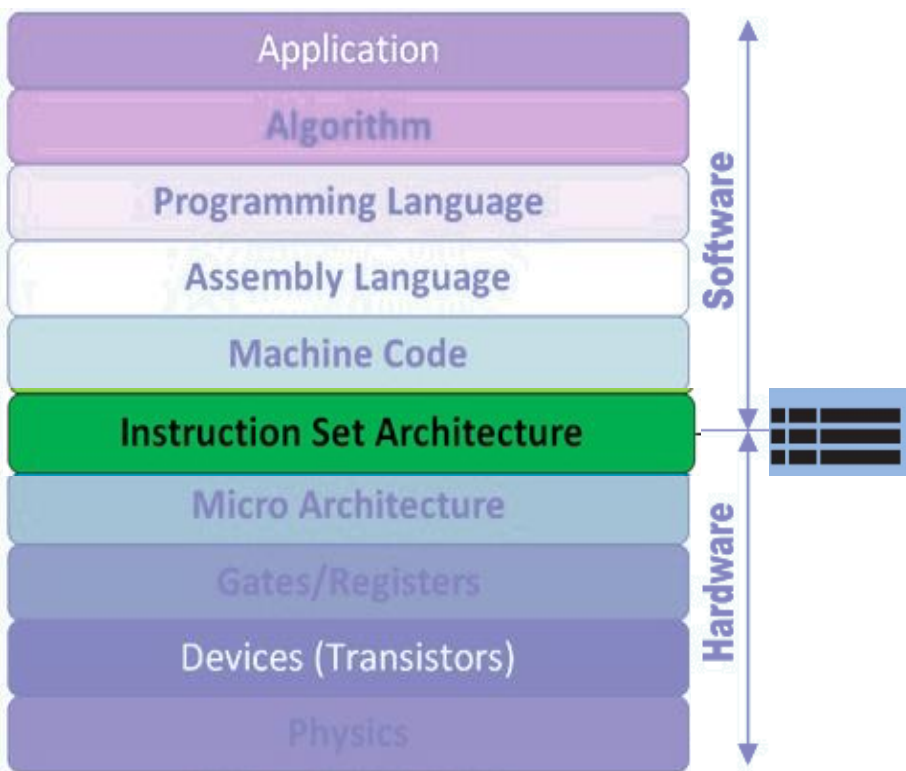 Application
Algorithm
Programming Language
Assembly Language
Machine Code
Instruction Set Architecture
Micro Architecture
Gates/Registers
Devices (Transistors)
Physics
Software
Hardware